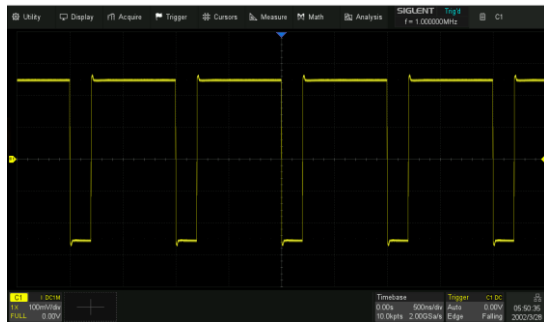 Utility Display Acquire Trigger Cursors Measure Math Analysis SIGLENT Trig'd
f = 1.000000MHz C1
C1 DC1M
1X 100mV/div
FULL 0.00V
Timebase
0.00s 500ns/div
10.0kpts 2.00GSa/s
Trigger C1 DC
Auto 0.00V
Edge Falling
05:50:35
2002/3/28